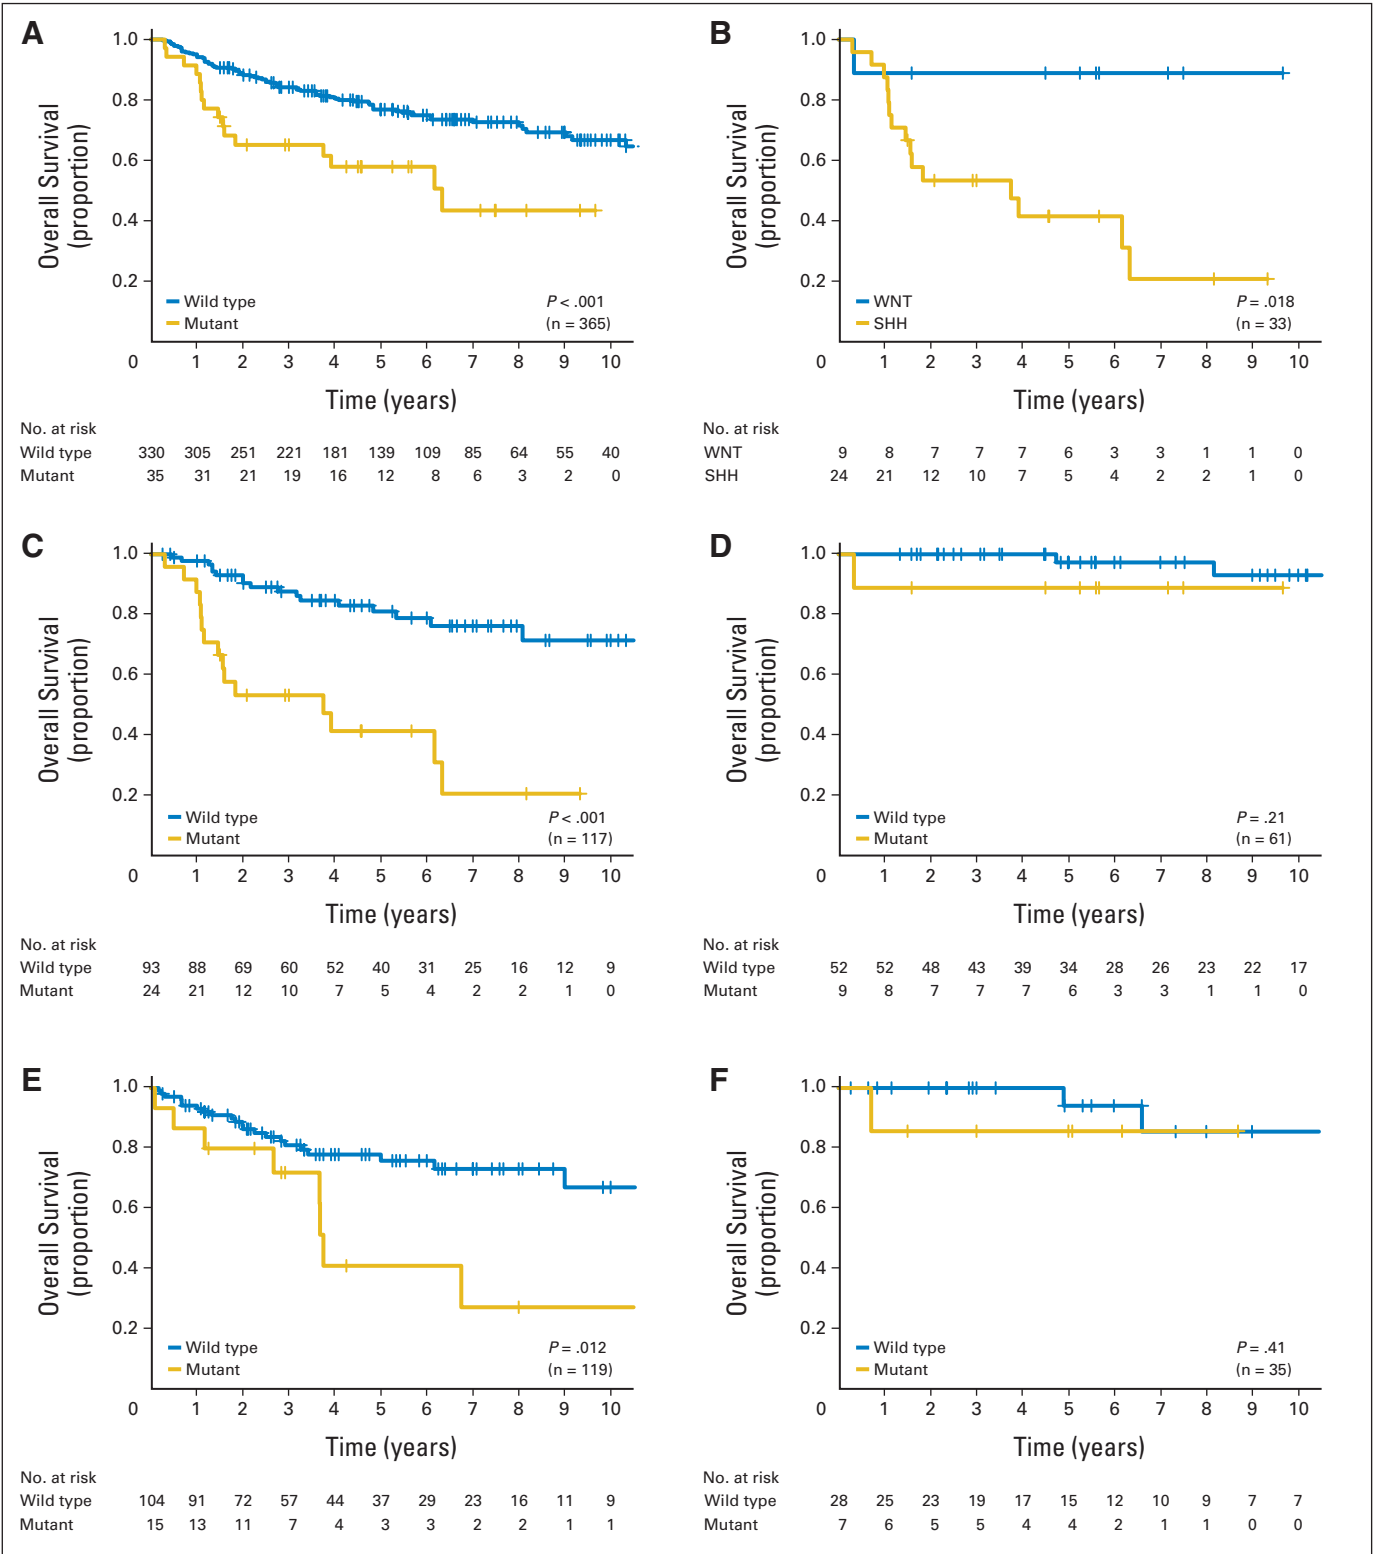 A
Overall Survival
(proportion)
1.0
0.8
0.6
0.4
0.2
Wild type
Mutant
P < .001
(n = 365)
0 1 2 3 4 5 6 7 8 9 10
Time (years)
No. at risk
Wild type 330 305 251 221 181 139 109 85 64 55 40
Mutant 35 31 21 19 16 12 8 6 3 2 0
B
Overall Survival
(proportion)
1.0
0.8
0.6
0.4
0.2
WNT
SHH
P = .018
(n = 33)
0 1 2 3 4 5 6 7 8 9 10
Time (years)
No. at risk
WNT 9 8 7 7 7 6 3 3 1 1 0
SHH 24 21 12 10 7 5 4 2 2 1 0
C
Overall Survival
(proportion)
1.0
0.8
0.6
0.4
0.2
Wild type
Mutant
P < .001
(n = 117)
0 1 2 3 4 5 6 7 8 9 10
Time (years)
No. at risk
Wild type 93 88 69 60 52 40 31 25 16 12 9
Mutant 24 21 12 10 7 5 4 2 2 1 0
D
Overall Survival
(proportion)
1.0
0.8
0.6
0.4
0.2
Wild type
Mutant
P = .21
(n = 61)
0 1 2 3 4 5 6 7 8 9 10
Time (years)
No. at risk
Wild type 52 52 48 43 39 34 28 26 23 22 17
Mutant 9 8 7 7 7 6 3 3 1 1 0
E
Overall Survival
(proportion)
1.0
0.8
0.6
0.4
0.2
Wild type
Mutant
P = .012
(n = 119)
0 1 2 3 4 5 6 7 8 9 10
Time (years)
No. at risk
Wild type 104 91 72 57 44 37 29 23 16 11 9
Mutant 15 13 11 7 4 3 3 2 2 1 1
F
Overall Survival
(proportion)
1.0
0.8
0.6
0.4
0.2
Wild type
Mutant
P = .41
(n = 35)
0 1 2 3 4 5 6 7 8 9 10
Time (years)
No. at risk
Wild type 28 25 23 19 17 15 12 10 9 7 7
Mutant 7 6 5 5 4 4 2 1 1 0 0